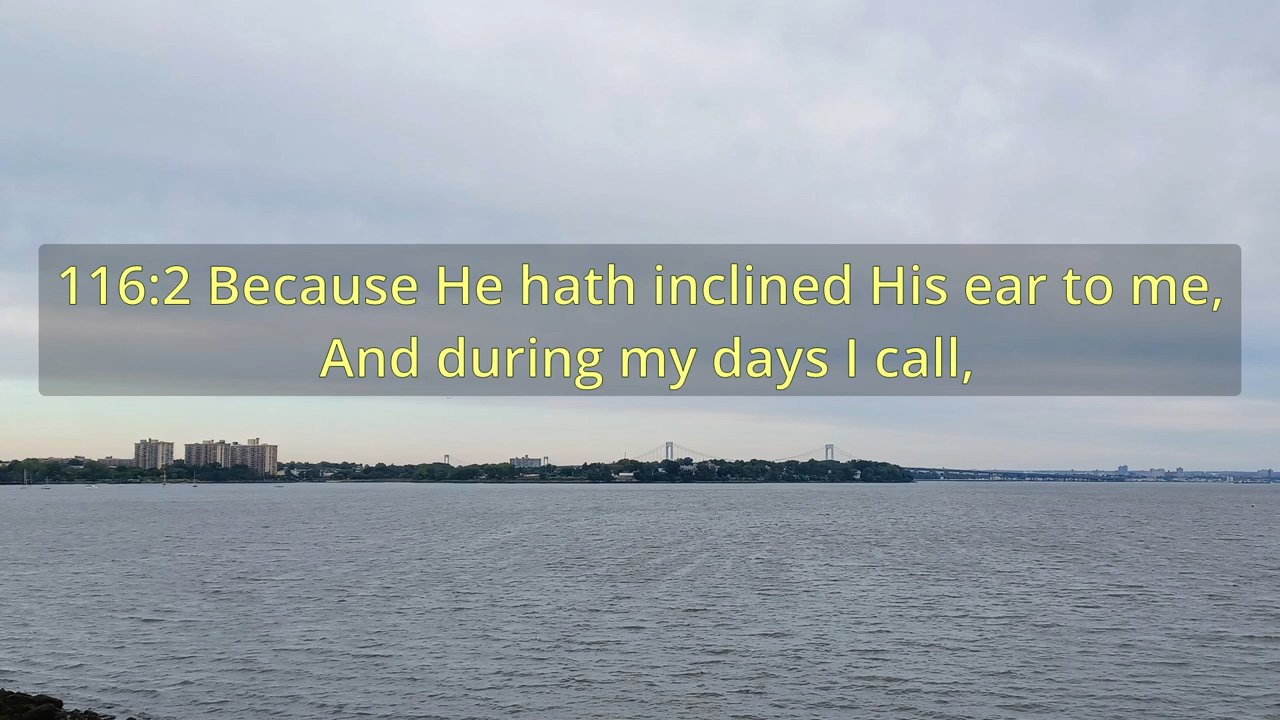 116:2 Because He hath inclined His ear to me,
And during my days I call,